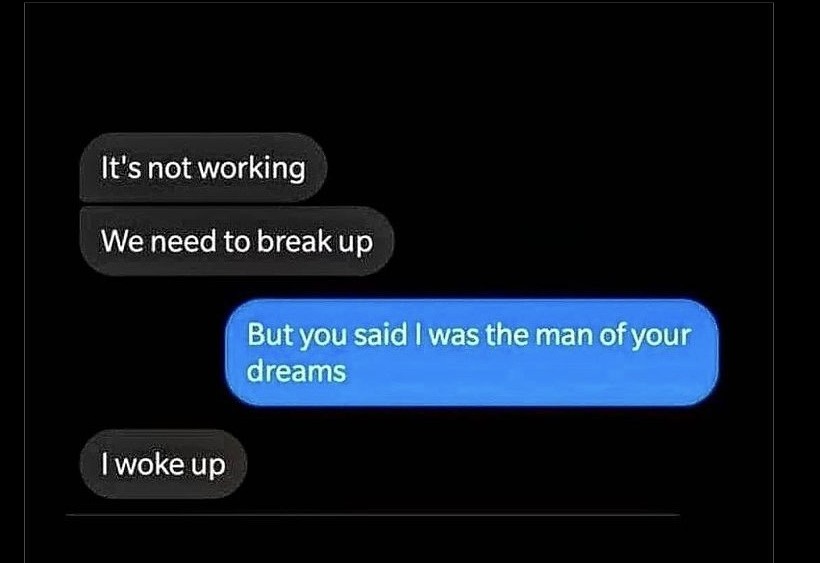 It's not working
We need to break up
But you said I was the man of your
dreams
I woke up